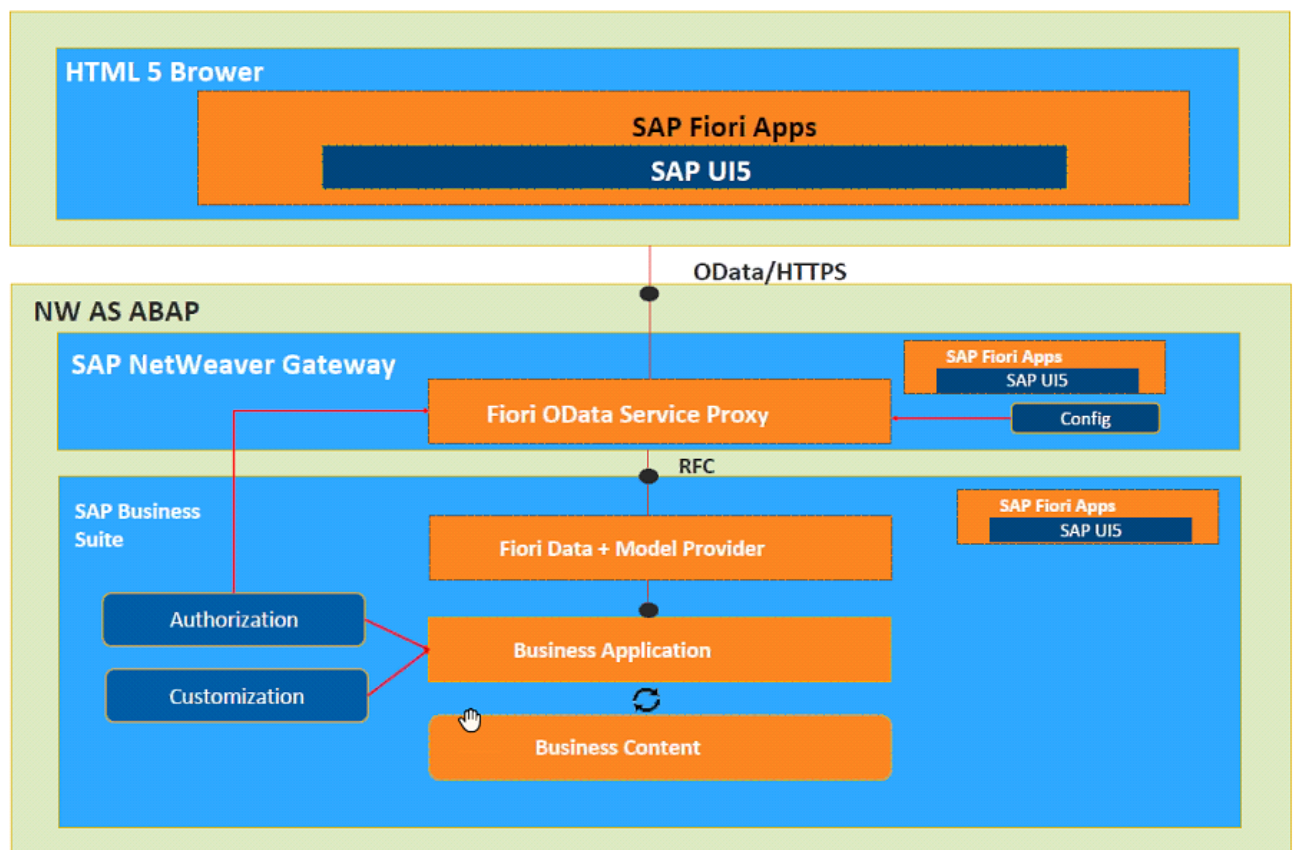 HTML 5 Brower
SAP Fiori Apps
SAP UI5
OData/HTTPS
NW AS ABAP
SAP NetWeaver Gateway
SAP Fiori Apps
SAP UI5
Fiori OData Service Proxy
Config
RFC
SAP Business
Suite
SAP Fiori Apps
SAP UI5
Fiori Data + Model Provider
Authorization
Business Application
Customization
Business Content